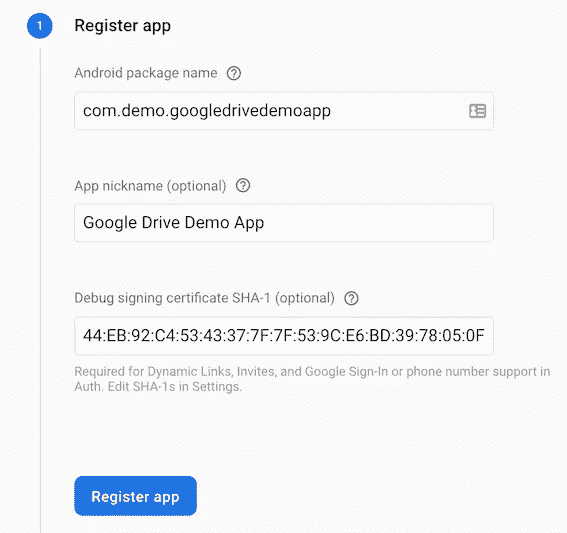 1
Register app
Android package name ?
com.demo.googledrivedemoapp
App nickname (optional) ?
Google Drive Demo App
Debug signing certificate SHA-1 (optional) ?
44:EB:92:C4:53:43:37:7F:7F:53:9C:E6:BD:39:78:05:0F
Required for Dynamic Links, Invites, and Google Sign-In or phone number support in
Auth. Edit SHA-1s in Settings.
Register app